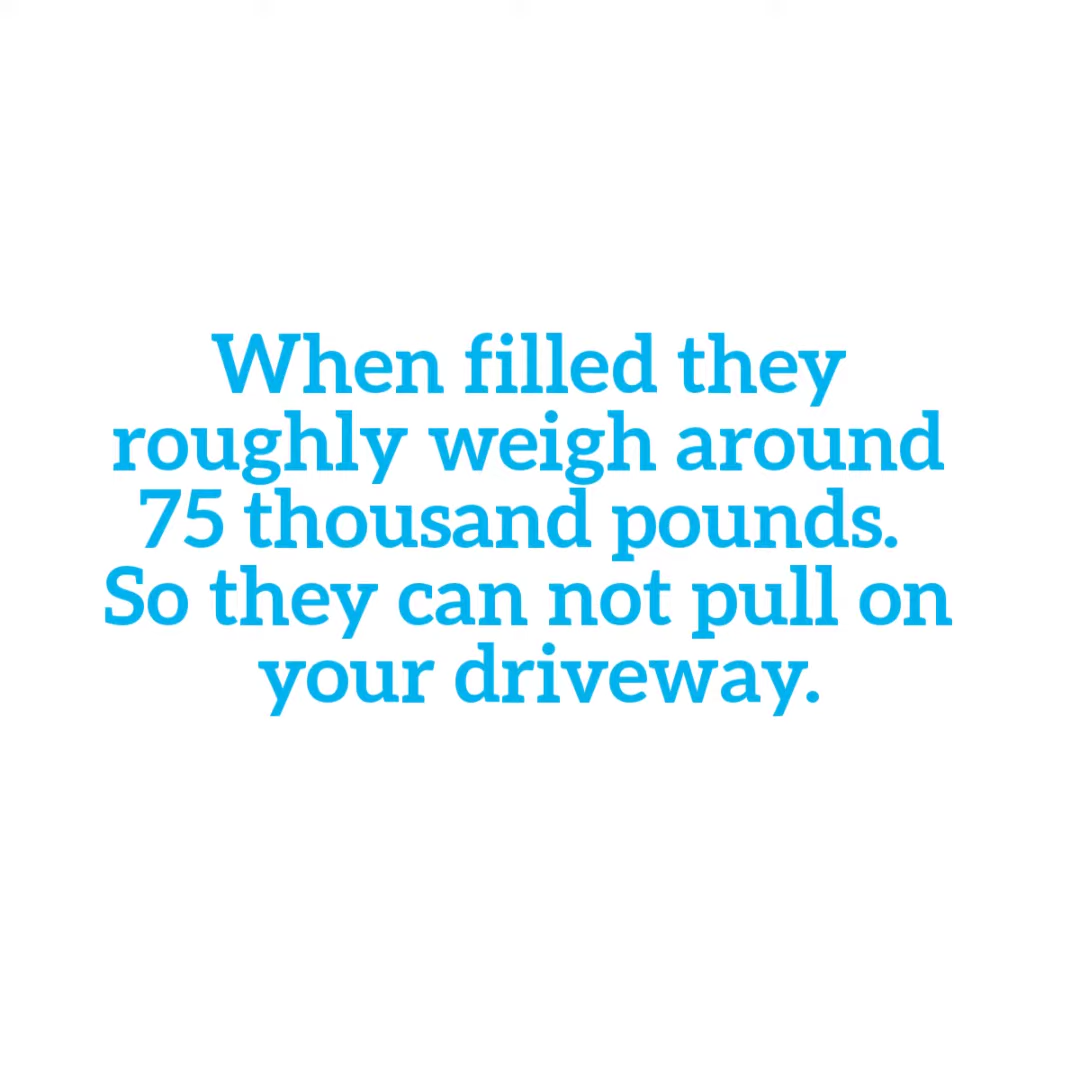 When filled they
roughly weigh around
75 thousand pounds.
So they can not pull on
your driveway.